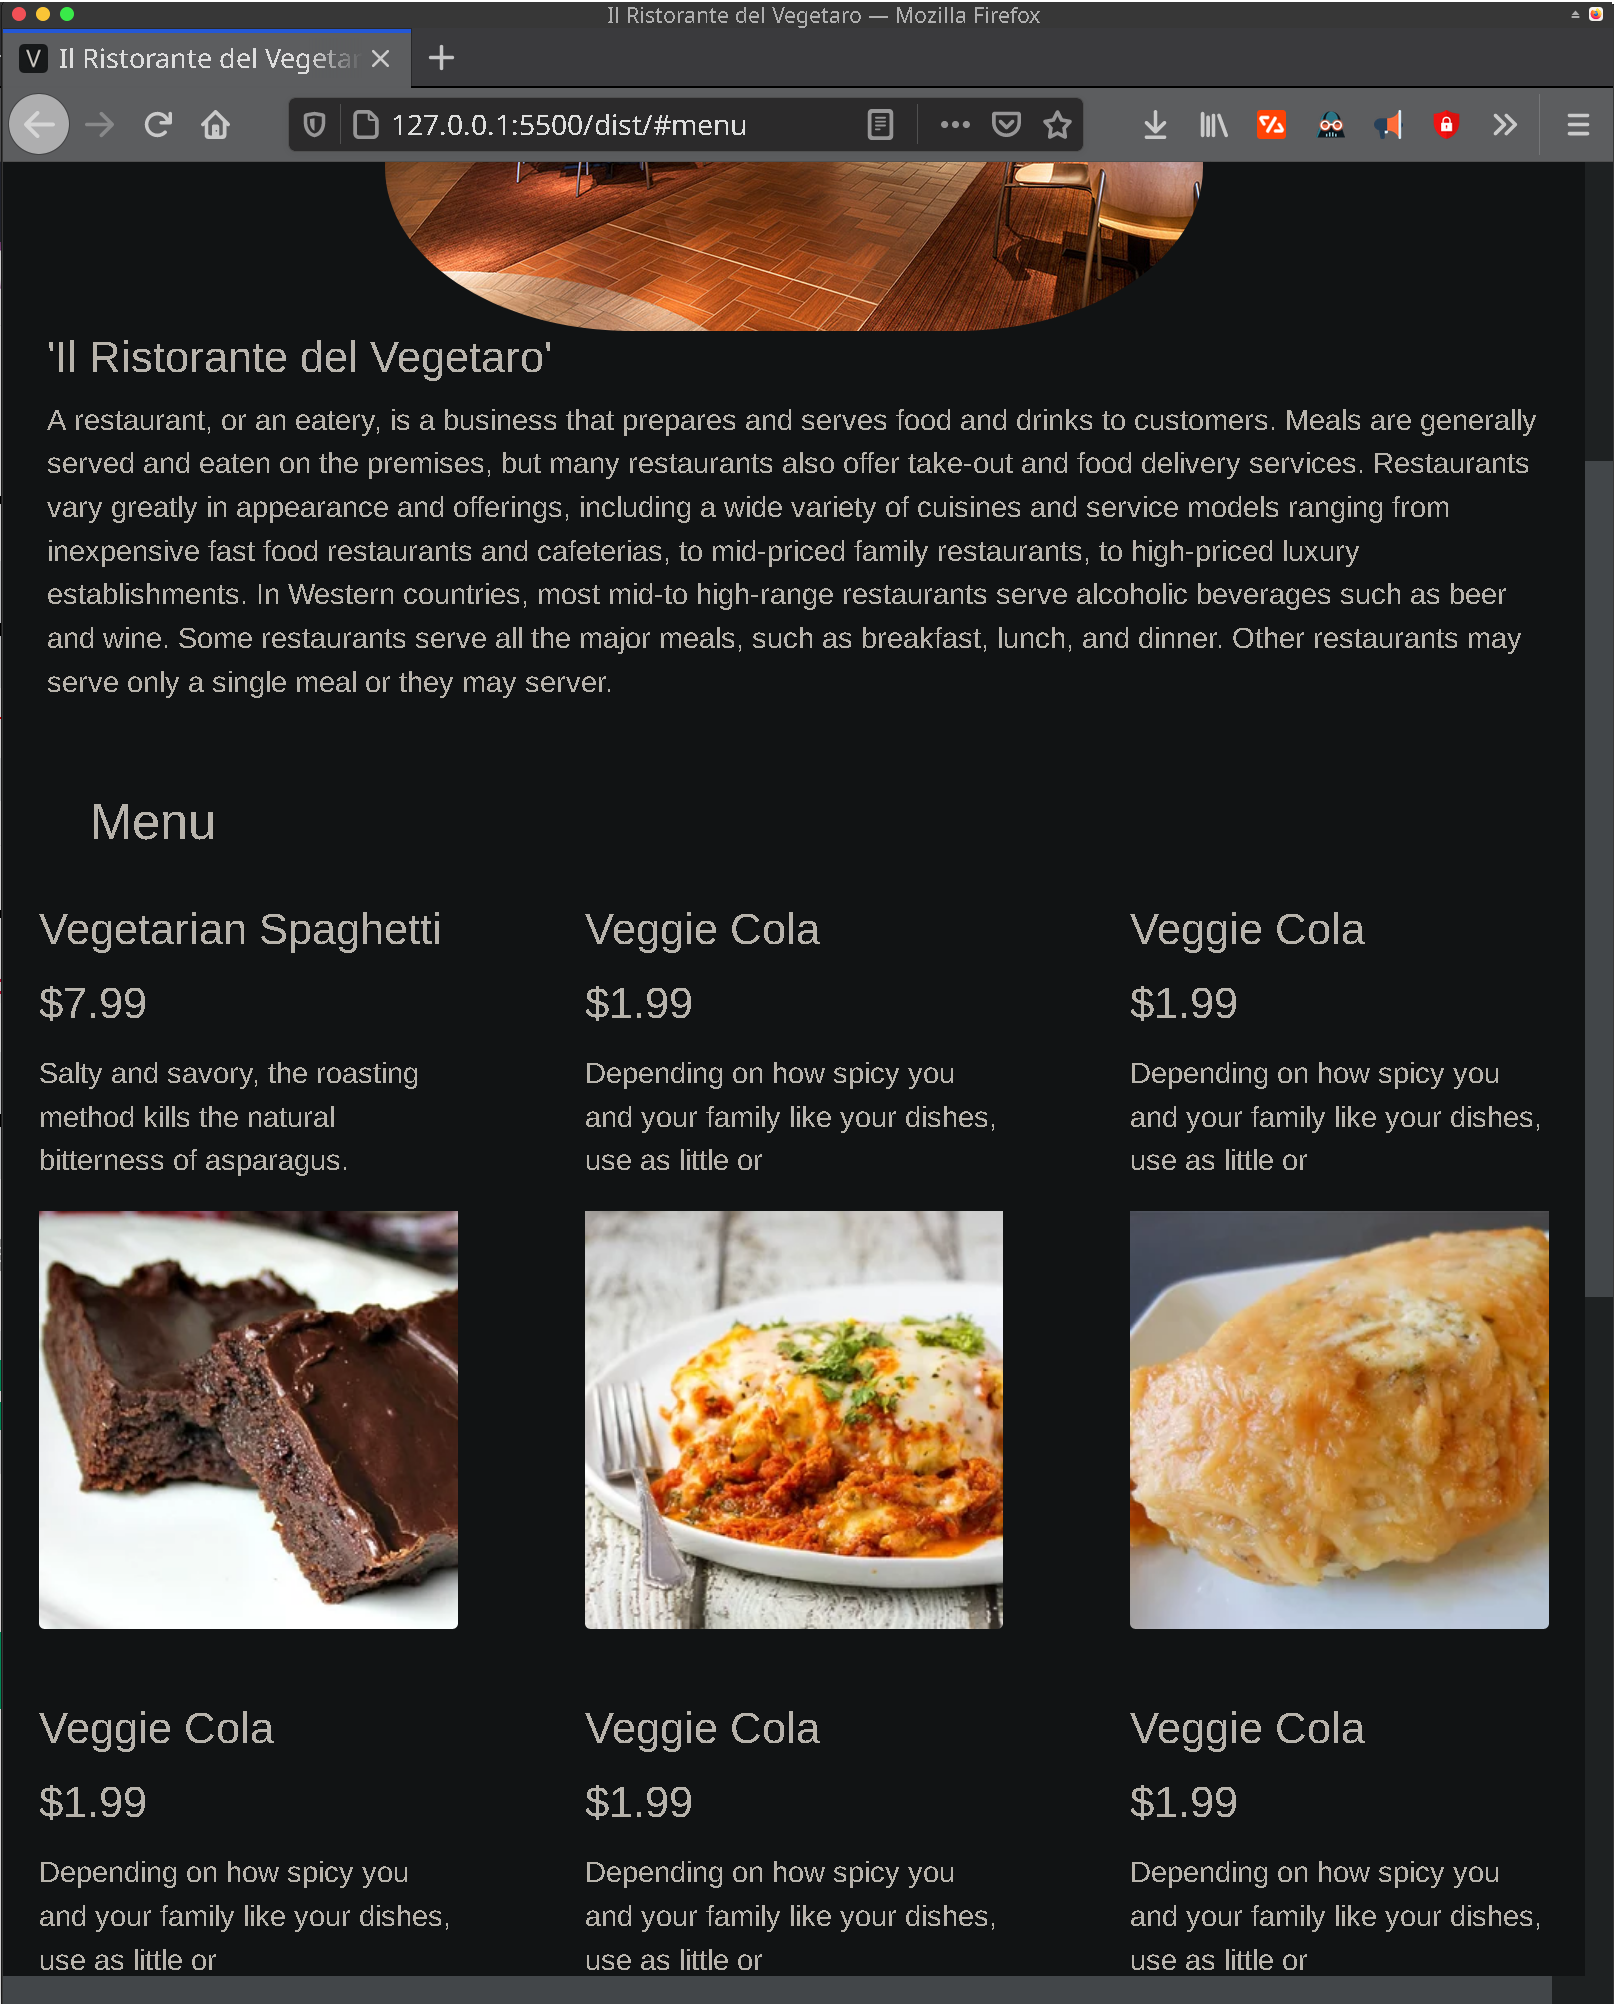 Il Ristorante del Vegetaro — Mozilla Firefox
V Il Ristorante del Vegetar
127.0.0.1:5500/dist/#menu
'Il Ristorante del Vegetaro'
A restaurant, or an eatery, is a business that prepares and serves food and drinks to customers. Meals are generally
served and eaten on the premises, but many restaurants also offer take-out and food delivery services. Restaurants
vary greatly in appearance and offerings, including a wide variety of cuisines and service models ranging from
inexpensive fast food restaurants and cafeterias, to mid-priced family restaurants, to high-priced luxury
establishments. In Western countries, most mid-to high-range restaurants serve alcoholic beverages such as beer
and wine. Some restaurants serve all the major meals, such as breakfast, lunch, and dinner. Other restaurants may
serve only a single meal or they may server.
Menu
Vegetarian Spaghetti
$7.99
Salty and savory, the roasting
method kills the natural
bitterness of asparagus.
Veggie Cola
$1.99
Depending on how spicy you
and your family like your dishes,
use as little or
Veggie Cola
$1.99
Depending on how spicy you
and your family like your dishes,
use as little or
Veggie Cola
$1.99
Depending on how spicy you
and your family like your dishes,
use as little or
Veggie Cola
$1.99
Depending on how spicy you
and your family like your dishes,
use as little or
Veggie Cola
$1.99
Depending on how spicy you
and your family like your dishes,
use as little or